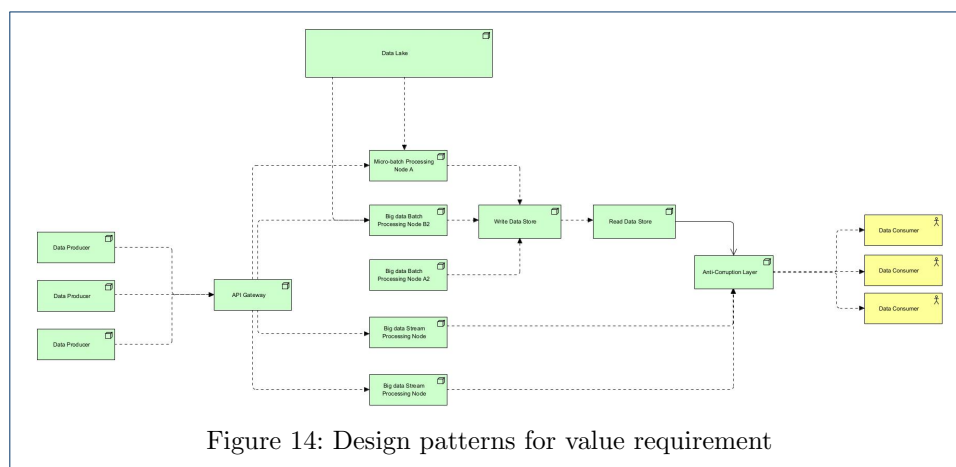 Data Lake
Micro-batch Processing
Node A
Big data Batch
Processing Node B2
Write Data Store
Read Data Store
Data Consumer
Data Producer
Big data Batch
Processing Node A2
Anti-Corruption Layer
Data Consumer
Data Producer
API Gateway
Data Consumer
Big data Stream
Processing Node
Data Producer
Big data Stream
Processing Node
Figure 14: Design patterns for value requirement